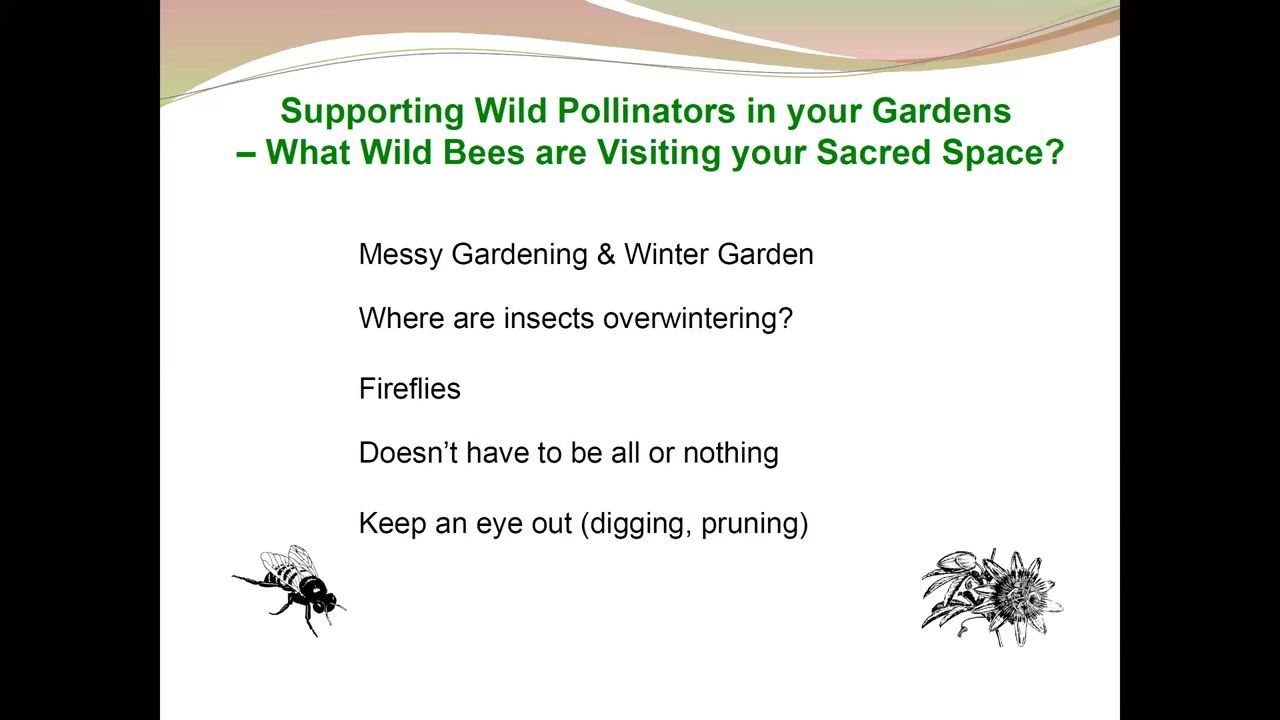 Supporting Wild Pollinators in your Gardens
– What Wild Bees are Visiting your Sacred Space?
Messy Gardening & Winter Garden
Where are insects overwintering?
Fireflies
Doesn’t have to be all or nothing
Keep an eye out (digging, pruning)